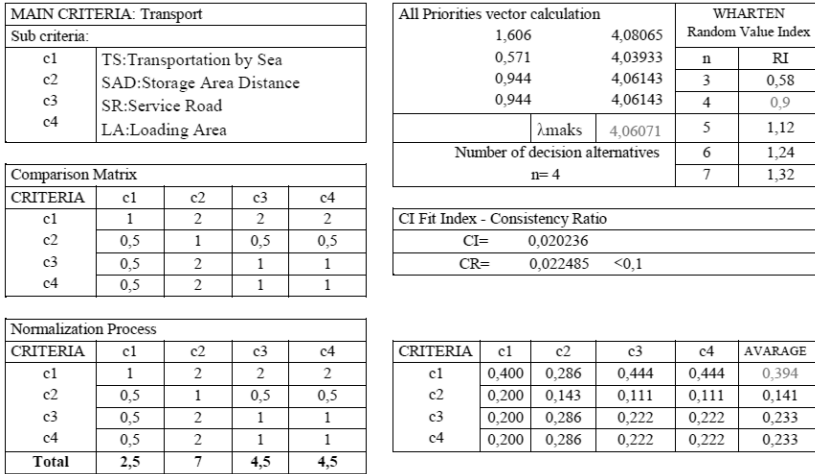 MAIN CRITERIA: Transport
Sub criteria:
c1 TS:Transportation by Sea
c2 SAD:Storage Area Distance
c3 SR:Service Road
c4 LA:Loading Area
Comparison Matrix
CRITERIA c1 c2 c3 c4
c1 1 2 2 2
c2 0,5 1 0,5 0,5
c3 0,5 2 1 1
c4 0,5 2 1 1
Normalization Process
CRITERIA c1 c2 c3 c4
c1 1 2 2 2
c2 0,5 1 0,5 0,5
c3 0,5 2 1 1
c4 0,5 2 1 1
Total 2,5 7 4,5 4,5
All Priorities vector calculation
1,606 4,08065
0,571 4,03933
0,944 4,06143
0,944 4,06143
λmaks 4,06071
Number of decision alternatives
n= 4
WHARTEN
Random Value Index
n RI
3 0,58
4 0,9
5 1,12
6 1,24
7 1,32
CI Fit Index - Consistency Ratio
CI= 0,020236
CR= 0,022485 <0,1
CRITERIA c1 c2 c3 c4 AVARAGE
c1 0,400 0,286 0,444 0,444 0,394
c2 0,200 0,143 0,111 0,111 0,141
c3 0,200 0,286 0,222 0,222 0,233
c4 0,200 0,286 0,222 0,222 0,233